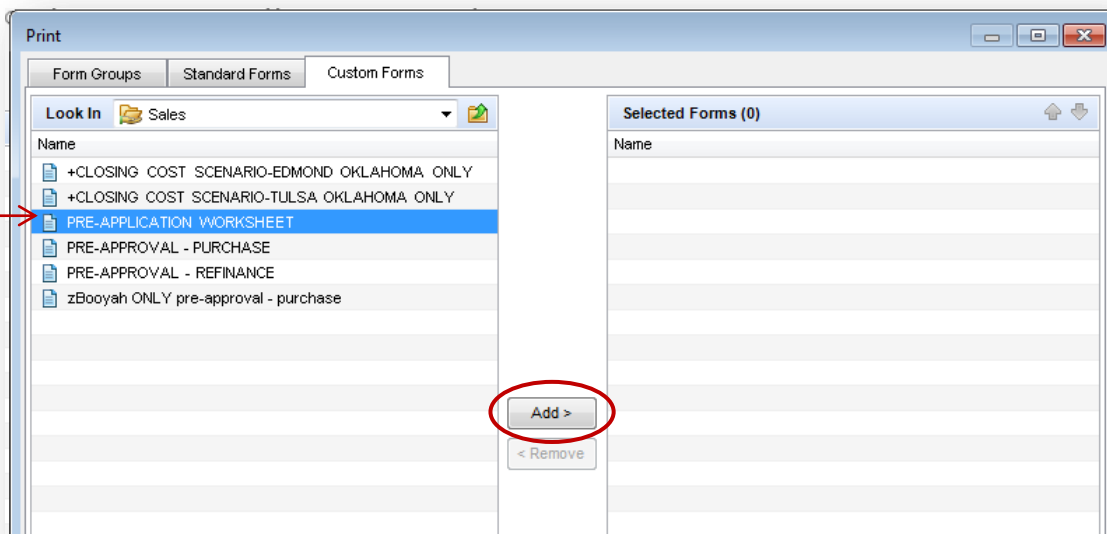 Print
Form Groups
Standard Forms
Custom Forms
Look In Sales
Name
+CLOSING COST SCENARIO-EDMOND OKLAHOMA ONLY
+CLOSING COST SCENARIO-TULSA OKLAHOMA ONLY
PRE-APPLICATION WORKSHEET
PRE-APPROVAL - PURCHASE
PRE-APPROVAL - REFINANCE
zBooyah ONLY pre-approval - purchase
Add >
< Remove
Selected Forms (0)
Name